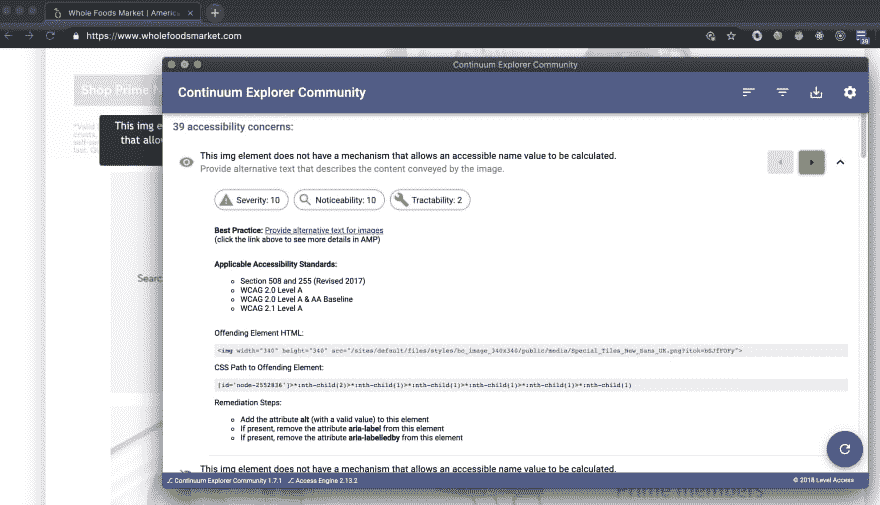 Whole Foods Market | America
https://www.wholefoodsmarket.com
39
Continuum Explorer Community
Continuum Explorer Community
Shop Prime
39 accessibility concerns:
*Valid
This img e
that allo
This img element does not have a mechanism that allows an accessible name value to be calculated.
Provide alternative text that describes the content conveyed by the image.
Severity: 10
Noticeability: 10
Tractability: 2
Best Practice: Provide alternative text for images
(click the link above to see more details in AMP)
Applicable Accessibility Standards:
Section 508 and 255 (Revised 2017)
WCAG 2.0 Level A
WCAG 2.0 Level A & AA Baseline
WCAG 2.1 Level A
Searc
Offending Element HTML:
<img width="340" height="340" src="/sites/default/files/styles/hc_image_340x340/public/media/Special_Tiles_New_Sans_UK.png?
CSS Path to Offending Element:
[id='node-2552836']>*:nth-child(2)>*:nth-child(1)>*:nth-child(1)>*:nth-child(1)>*:nth-child(1)>*:nth-child(1)
Remediation Steps:
Add the attribute alt (with a valid value) to this element
If present, remove the attribute aria-label from this element
If present, remove the attribute aria-labelledby from this element
This img element does not have a mechanism that allows an accessible name value to be calculated.
Continuum Explorer Community 1.7.1
Access Engine 2.13.2
© 2018 Level Access